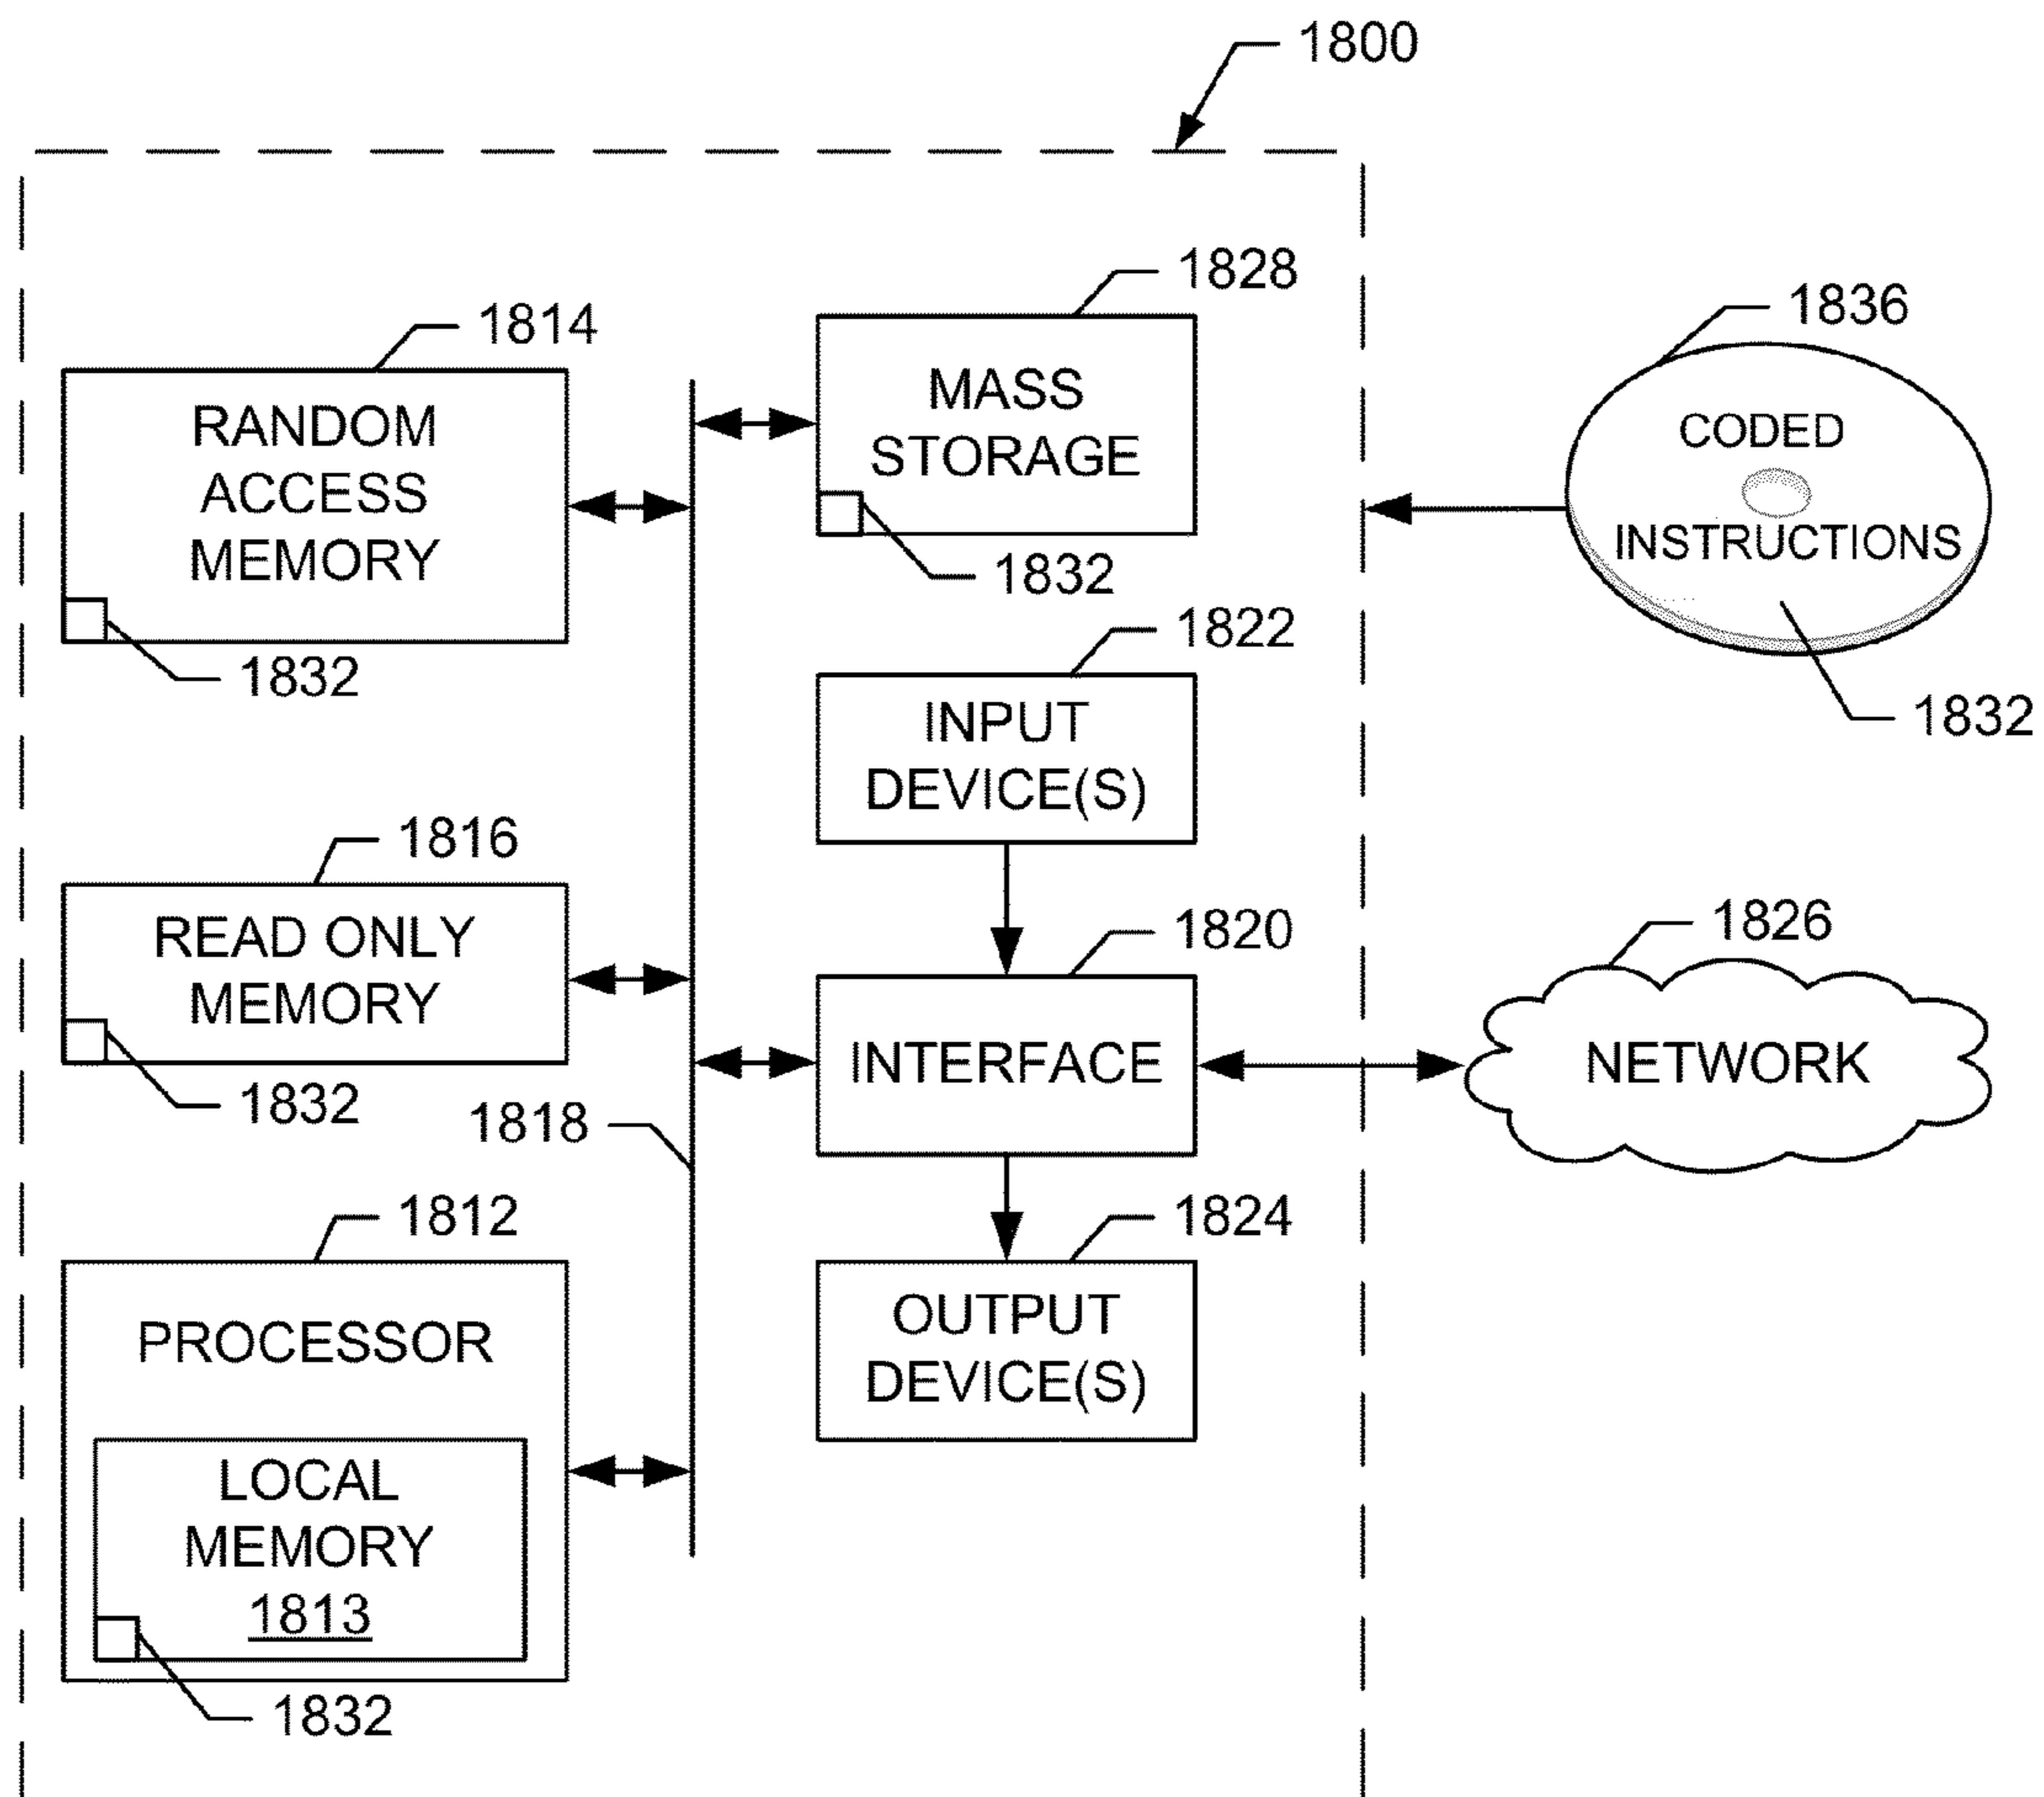 1800
1828
1814
1836
MASS
STORAGE
RANDOM
ACCESS
MEMORY
CODED
INSTRUCTIONS
1832
1832
1822
1832
INPUT
DEVICE(S)
1816
READ ONLY
MEMORY
1820
1826
INTERFACE
NETWORK
1832
1818
1812
1824
PROCESSOR
OUTPUT
DEVICE(S)
LOCAL
MEMORY
1813
1832